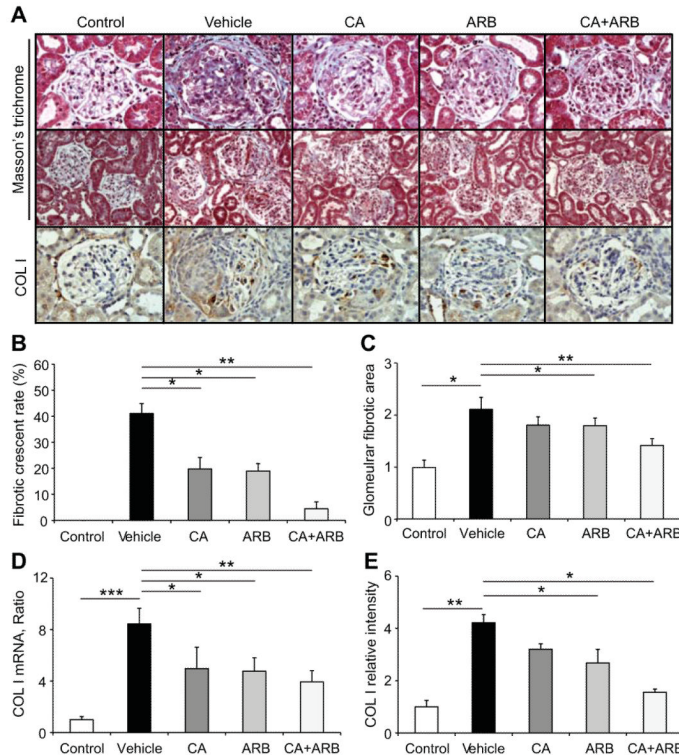 A
Control Vehicle CA ARB CA+ARB
Masson's trichrome
COL I
B
Fibrotic crescent rate (%)
60
50
40
30
20
10
0
**
*
*
Control Vehicle CA ARB CA+ARB
C
Glomeulrar fibrotic area
3
2
1
0
**
*
*
Control Vehicle CA ARB CA+ARB
D
COL I mRNA, Ratio
12
8
4
0
**
*
***
*
Control Vehicle CA ARB CA+ARB
E
COL I relative intensity
6
4
2
0
*
*
**
Control Vehicle CA ARB CA+ARB